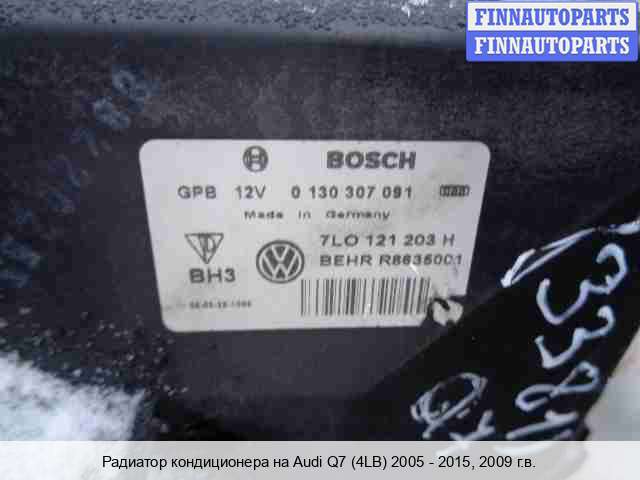 FINNAUTOPARTS
FINNAUTOPARTS
BOSCH
GPB 12V 0 130 307 091
Made in Germany
7L0 121 203 H
BEHR R8635001
BH3
Радиатор кондиционера на Audi Q7 (4LB) 2005 - 2015, 2009 г.в.